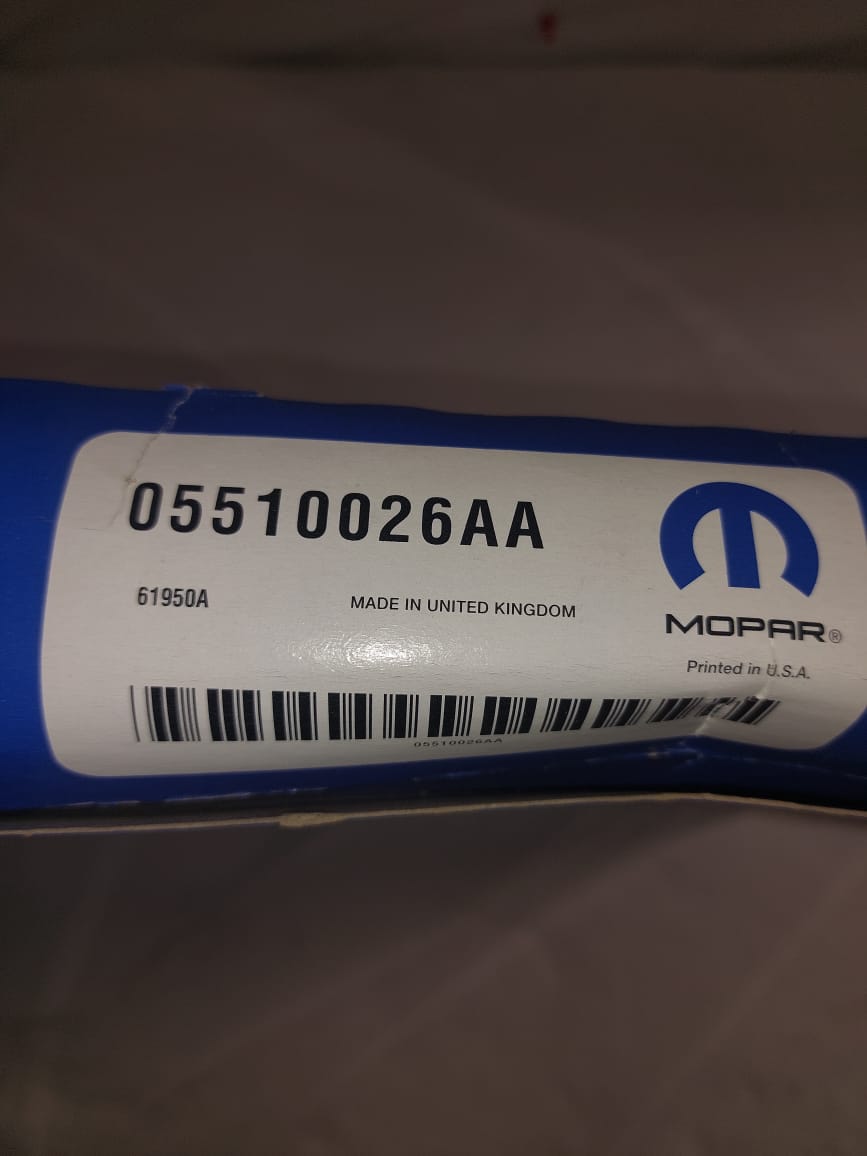 05510026AA
61950A MADE IN UNITED KINGDOM
MOPAR®
Printed in U.S.A.
05510026AA